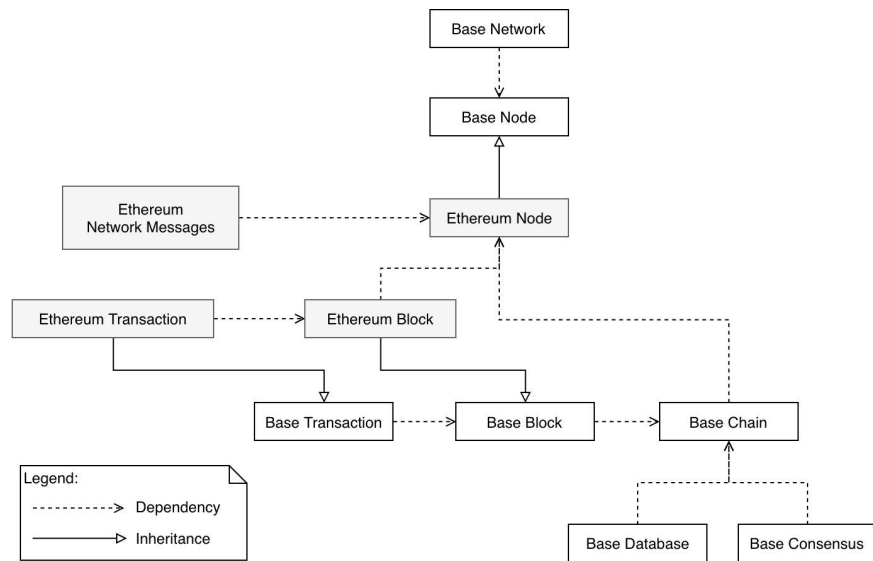 Base Network
Base Node
Ethereum
Network Messages
Ethereum Node
Ethereum Transaction
Ethereum Block
Base Transaction
Base Block
Base Chain
Legend:
Dependency
Inheritance
Base Database
Base Consensus